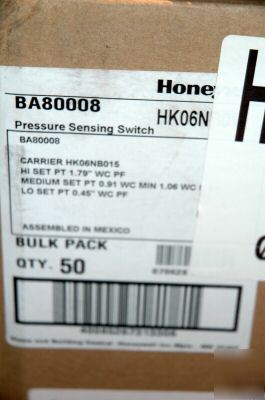 Honey
BA80008
HK06N
Pressure Sensing Switch
BA80008
CARRIER HK06NB015
HI SET PT 1.79" WC PF
MEDIUM SET PT 0.91 WC MIN 1.06 WC
LO SET PT 0.45" WC PF
ASSEMBLED IN MEXICO
BULK PACK
QTY. 50